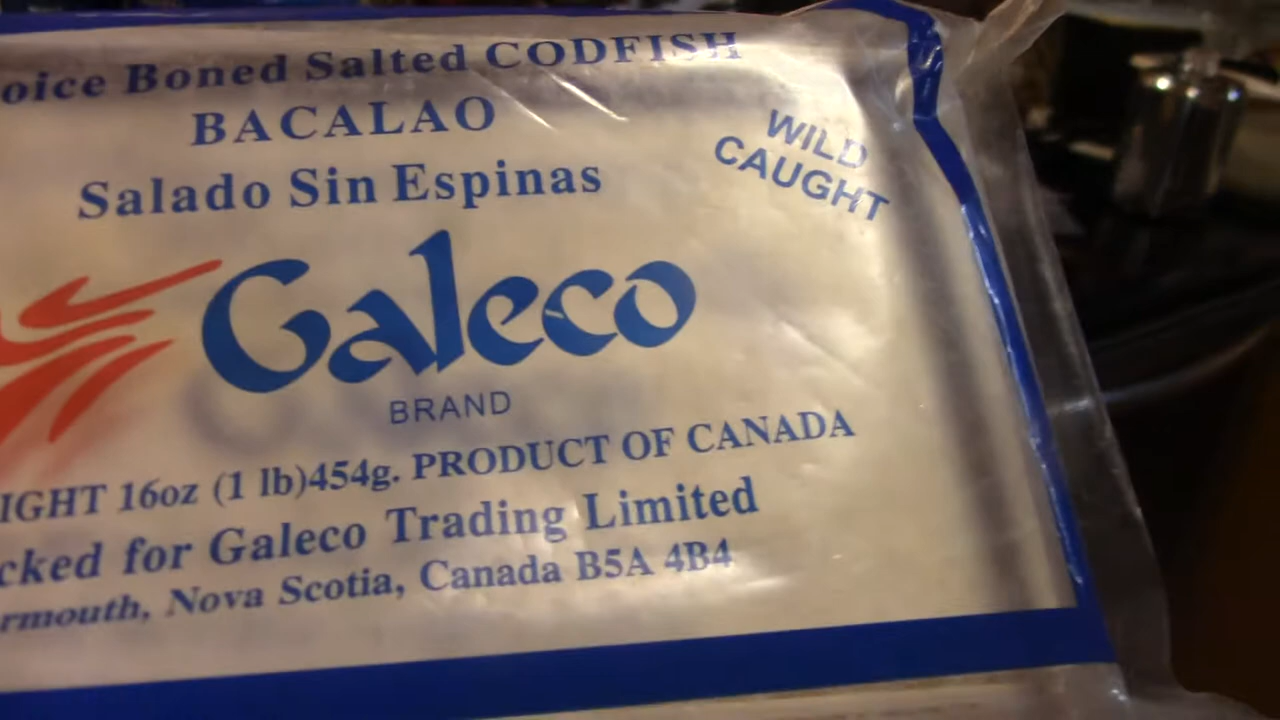 oice Boned Salted CODFISH
BACALAO
Salado Sin Espinas
WILD
CAUGHT
Galeco
BRAND
IGHT 16oz (1 lb)454g. PRODUCT OF CANADA
cked for Galeco Trading Limited
rmouth, Nova Scotia, Canada B5A 4B4